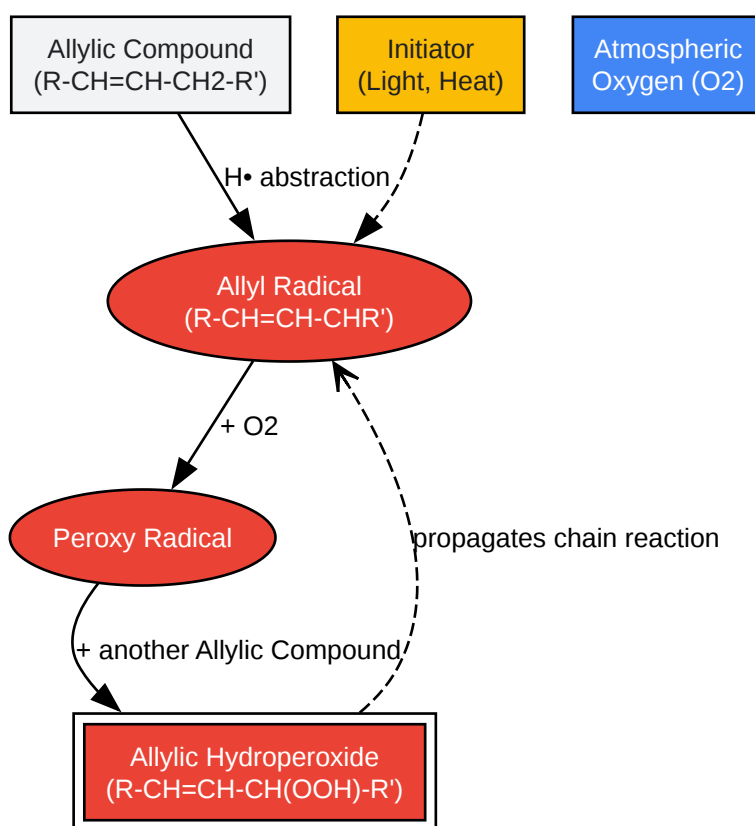 Allylic Compound
(R-CH=CH-CH2-R')
Initiator
(Light, Heat)
Atmospheric
Oxygen (O2)
H• abstraction
Allyl Radical
(R-CH=CH-CHR')
+ O2
Peroxy Radical
propagates chain reaction
+ another Allylic Compound
Allylic Hydroperoxide
(R-CH=CH-CH(OOH)-R')